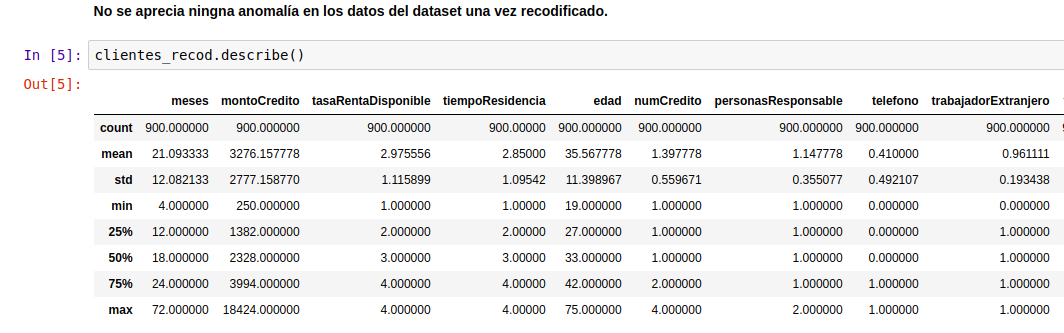 No se aprecia ningna anomalía en los datos del dataset una vez recodificado.
In [5]: clientes_recod.describe()
Out[5]:
meses montoCredito tasaRentaDisponible tiempoResidencia edad numCredito personasResponsable telefono trabajadorExtranjero
count 900.000000 900.000000 900.000000 900.00000 900.000000 900.000000 900.000000 900.000000 900.000000
mean 21.093333 3276.157778 2.975556 2.85000 35.567778 1.397778 1.147778 0.410000 0.961111
std 12.082133 2777.158770 1.115899 1.09542 11.398967 0.559671 0.355077 0.492107 0.193438
min 4.000000 250.000000 1.000000 1.00000 19.000000 1.000000 1.000000 0.000000 0.000000
25% 12.000000 1382.000000 2.000000 2.00000 27.000000 1.000000 1.000000 0.000000 1.000000
50% 18.000000 2328.000000 3.000000 3.00000 33.000000 1.000000 1.000000 0.000000 1.000000
75% 24.000000 3994.000000 4.000000 4.00000 42.000000 2.000000 1.000000 1.000000 1.000000
max 72.000000 18424.000000 4.000000 4.00000 75.000000 4.000000 2.000000 1.000000 1.000000